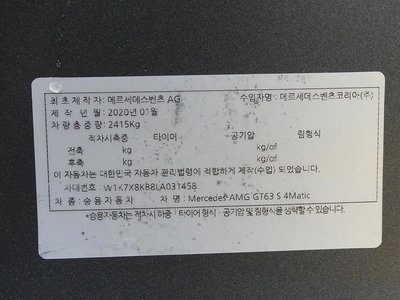 최초제작자: 메르세데스벤츠 AG 수입자명: 메르세데스벤츠코리아(주)
제작년월: 2020년 01월
차량총중량: 2415Kg
적차시축중 타이어 공기압 림형식
전축 kg kg/㎠
후축 kg kg/㎠
이 자동차는 대한민국 자동차 관리법령에 적합하게 제작(수입) 되었습니다.
차대번호: W1K7X8KB8LA031458
차종: 승용자동차 차명: Mercedes-AMG GT63 S 4Matic
*승용자동차는 적차시 하중 : 타이어형식 : 공기압 및 림형식을 생략할 수 있습니다.